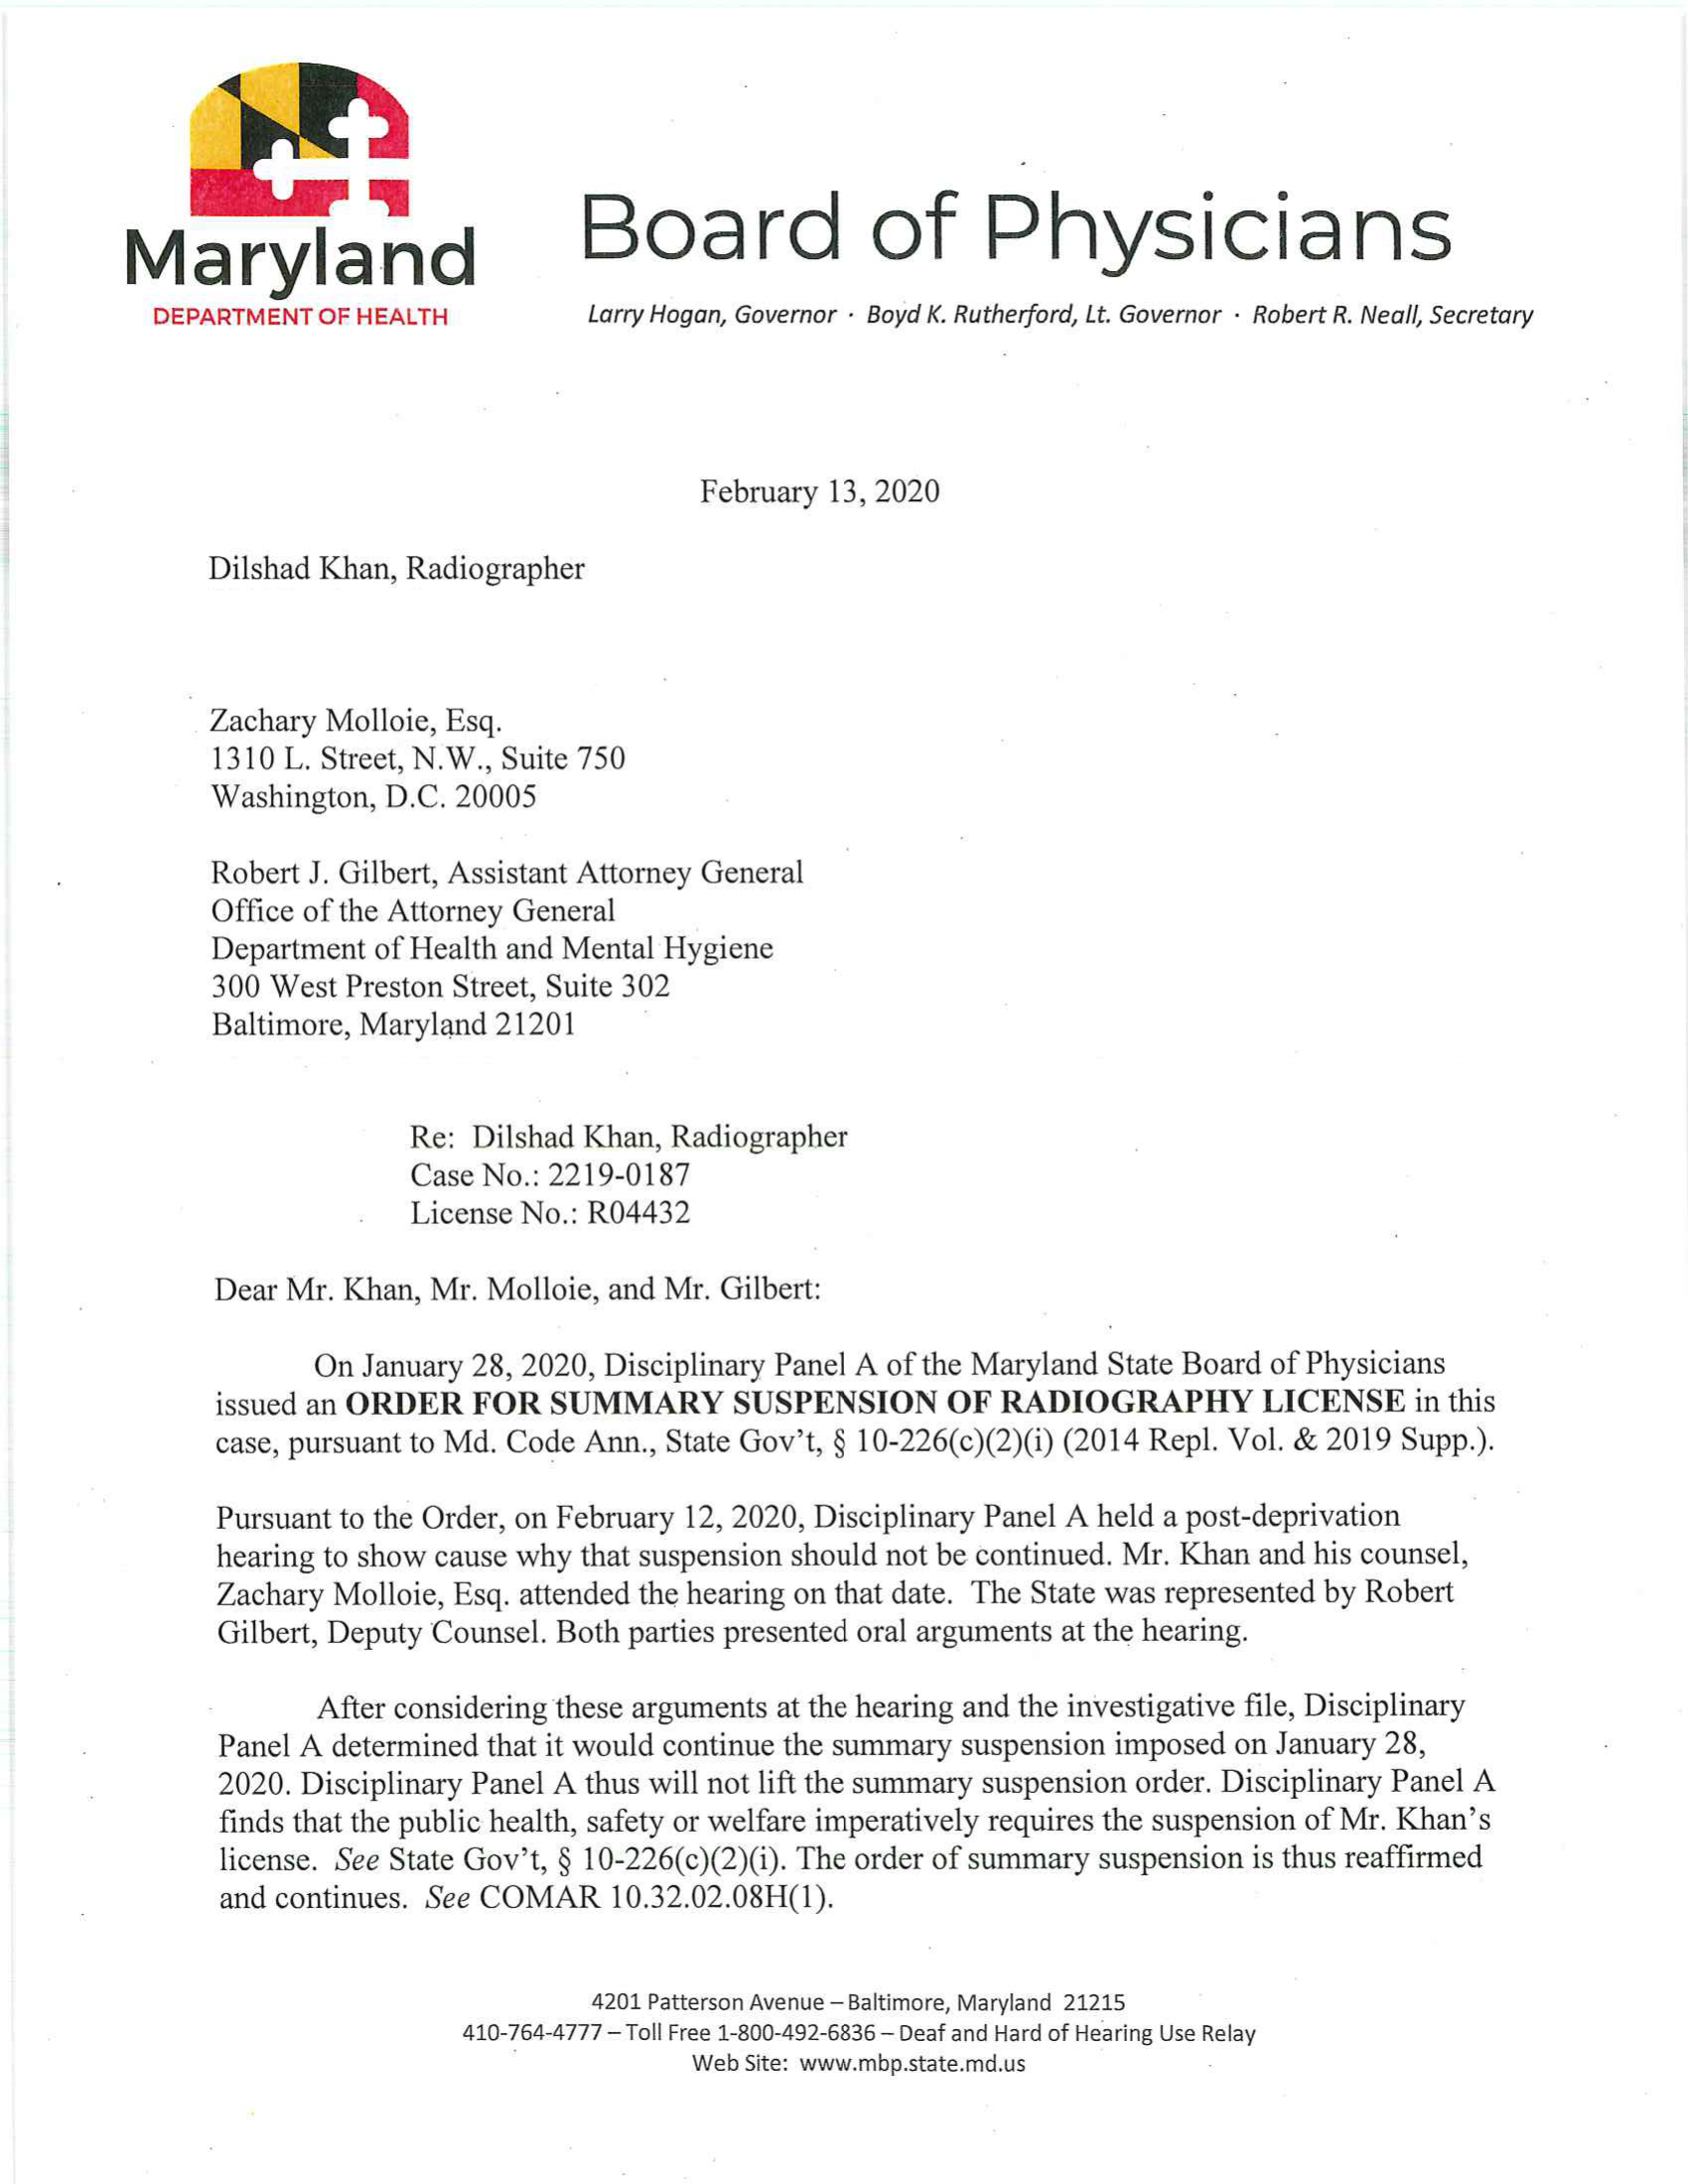 Maryland
DEPARTMENT OF HEALTH
Board of Physicians
Larry Hogan, Governor · Boyd K. Rutherford, Lt. Governor · Robert R. Neall, Secretary
February 13, 2020
Dilshad Khan, Radiographer
Zachary Molloie, Esq.
1310 L. Street, N.W., Suite 750
Washington, D.C. 20005
Robert J. Gilbert, Assistant Attorney General
Office of the Attorney General
Department of Health and Mental Hygiene
300 West Preston Street, Suite 302
Baltimore, Maryland 21201
Re: Dilshad Khan, Radiographer
Case No.: 2219-0187
License No.: R04432
Dear Mr. Khan, Mr. Molloie, and Mr. Gilbert:
On January 28, 2020, Disciplinary Panel A of the Maryland State Board of Physicians
issued an ORDER FOR SUMMARY SUSPENSION OF RADIOGRAPHY LICENSE in this
case, pursuant to Md. Code Ann., State Gov't, § 10-226(c)(2)(i) (2014 Repl. Vol. & 2019 Supp.).
Pursuant to the Order, on February 12, 2020, Disciplinary Panel A held a post-deprivation
hearing to show cause why that suspension should not be continued. Mr. Khan and his counsel,
Zachary Molloie, Esq. attended the hearing on that date. The State was represented by Robert
Gilbert, Deputy Counsel. Both parties presented oral arguments at the hearing.
After considering these arguments at the hearing and the investigative file, Disciplinary
Panel A determined that it would continue the summary suspension imposed on January 28,
2020. Disciplinary Panel A thus will not lift the summary suspension order. Disciplinary Panel A
finds that the public health, safety or welfare imperatively requires the suspension of Mr. Khan's
license. See State Gov't, § 10-226(c)(2)(i). The order of summary suspension is thus reaffirmed
and continues. See COMAR 10.32.02.08H(1).
4201 Patterson Avenue – Baltimore, Maryland 21215
410-764-4777 – Toll Free 1-800-492-6836 – Deaf and Hard of Hearing Use Relay
Web Site: www.mbp.state.md.us